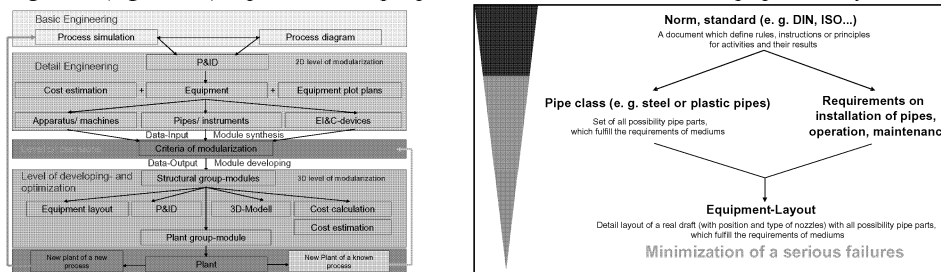 Basic Engineering
Process simulation
Process diagram
Detail Engineering
P&ID
2D level of modularization
Cost estimation
+
Equipment
+
Equipment plot plans
Apparatus/ machines
Pipes/ instruments
EI&C-devices
Data-Input
Module synthesis
Criteria of modularization
Data-Output
Module developing
Level of developing- and
optimization
Structural group-modules
3D level of modularization
Equipment layout
P&ID
3D-Modell
Cost calculation
Cost estimation
Plant group-module
New plant of a new
process
Plant
New Plant of a known
process
Norm, standard (e. g. DIN, ISO...)
A document which define rules, instructions or principles
for activities and their results
Pipe class (e. g. steel or plastic pipes)
Set of all possibility pipe parts,
which fulfill the requirements of mediums
Requirements on
installation of pipes,
operation, maintenanc
Equipment-Layout
Detail layout of a real draft (with position and type of nozzles) with all possibility pipe parts,
which fulfill the requirements of mediums
Minimization of a serious failures